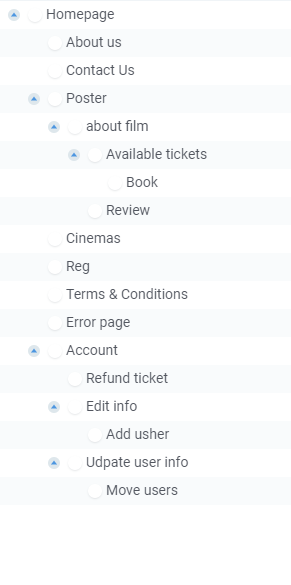 Homepage
About us
Contact Us
Poster
about film
Available tickets
Book
Review
Cinemas
Reg
Terms & Conditions
Error page
Account
Refund ticket
Edit info
Add usher
Udpate user info
Move users